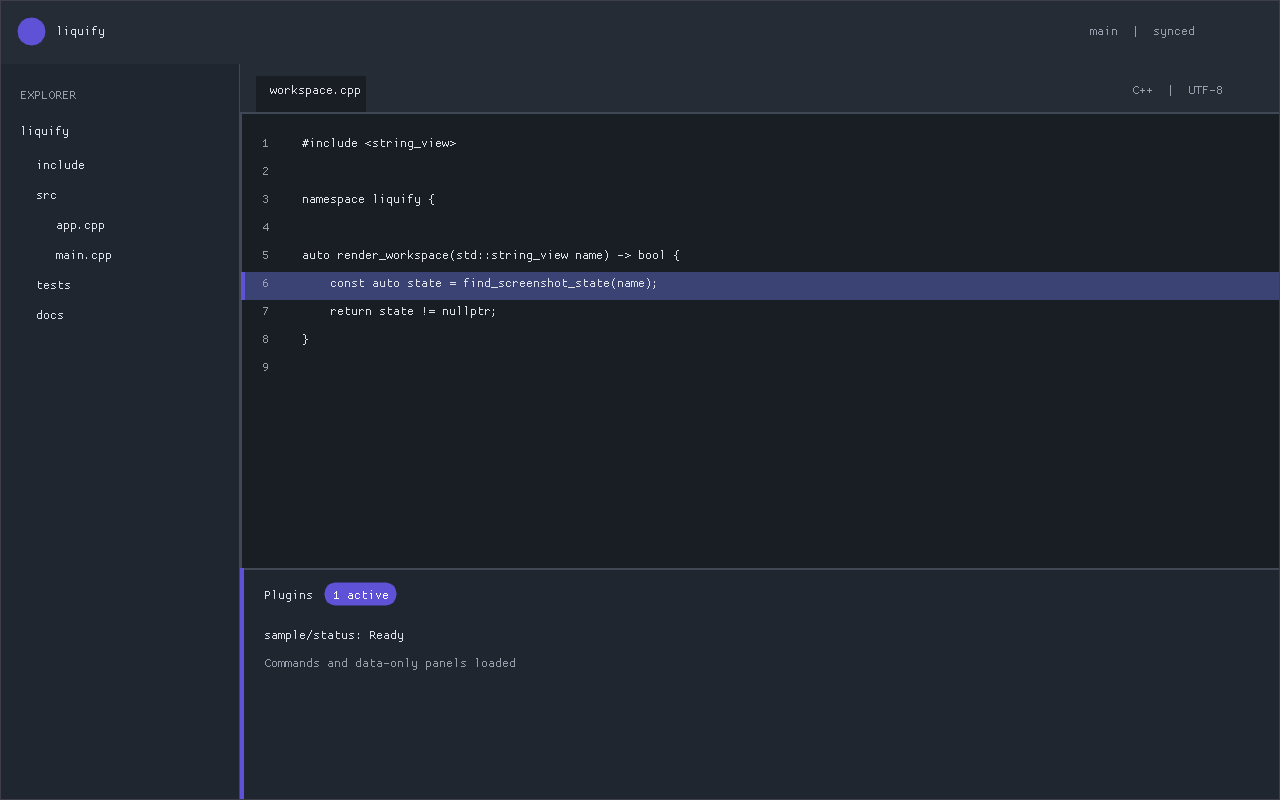 liquify
main | synced
EXPLORER
liquify
include
src
app.cpp
main.cpp
tests
docs
workspace.cpp
C++ | UTF-8
1 #include <string_view>
2
3 namespace liquify {
4
5 auto render_workspace(std::string_view name) -> bool {
6     const auto state = find_screenshot_state(name);
7     return state != nullptr;
8 }
9
Plugins 1 active
sample/status: Ready
Commands and data-only panels loaded